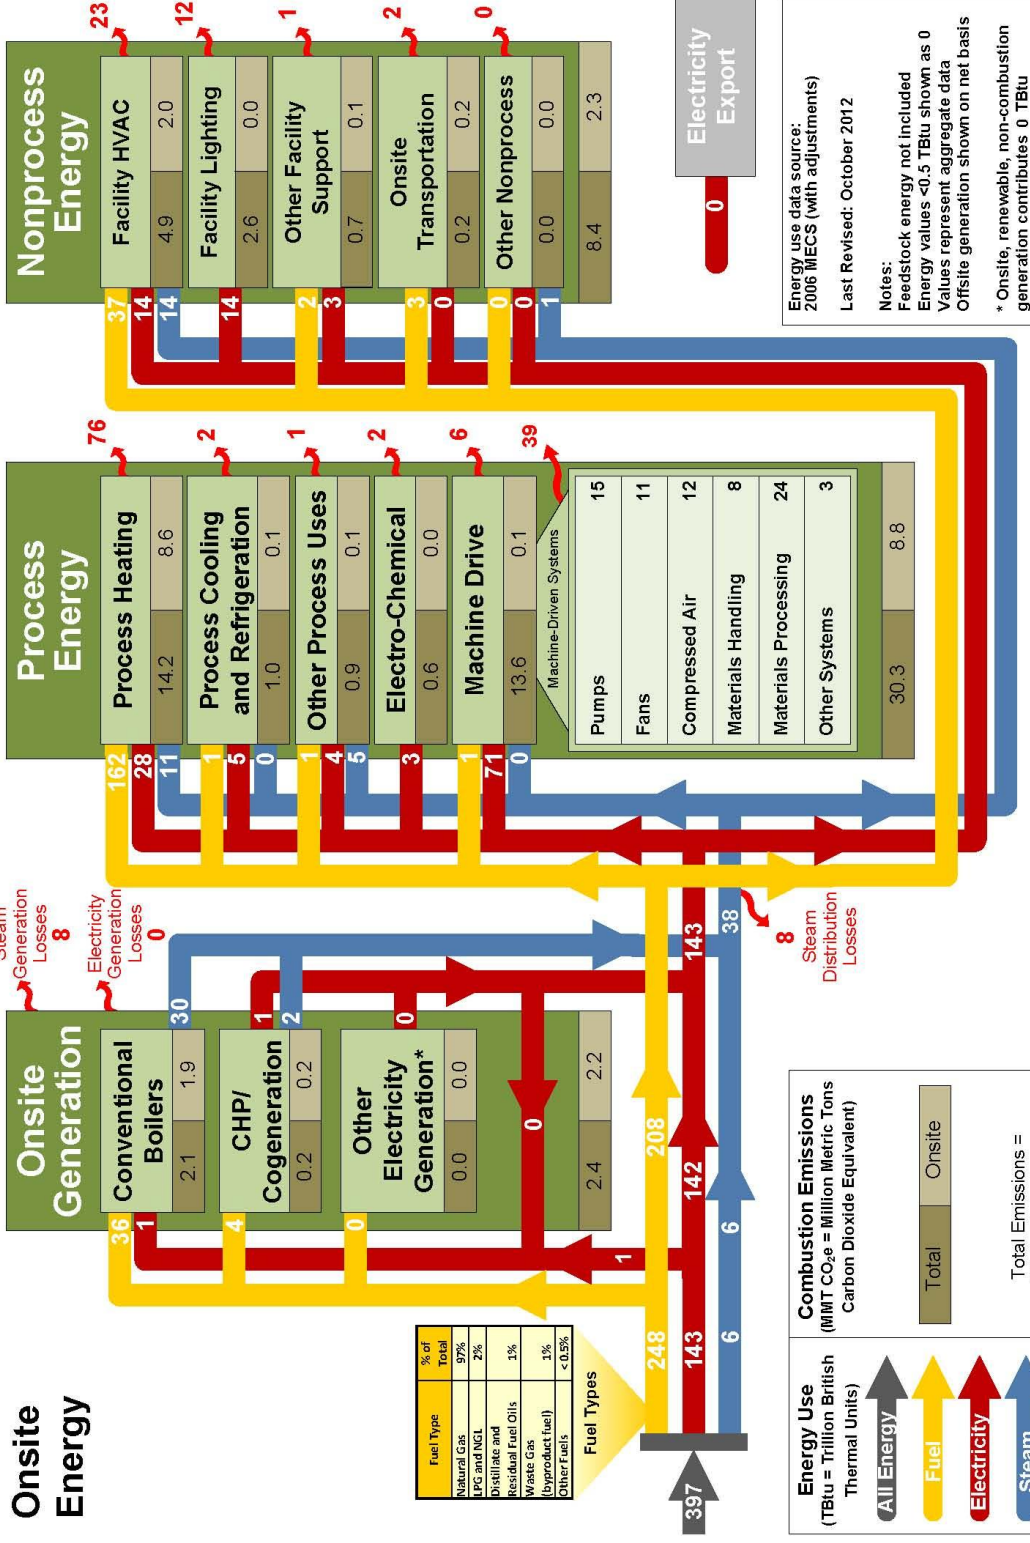 Onsite
Energy
Onsite
Generation
Conventional
Boilers
2.1 1.9
CHP/
Cogeneration
0.2 0.2
Other
Electricity
Generation*
0.0 0.0
2.4 2.2
36
1
4
0
30
1
2
0
0
1
Steam
Generation
Losses
8
Electricity
Generation
Losses
0
Process
Energy
Process Heating
14.2 8.6
Process Cooling
and Refrigeration
1.0 0.1
Other Process Uses
0.9 0.1
Electro-Chemical
0.6 0.0
Machine Drive
13.6 0.1
Machine-Driven Systems
Pumps 15
Fans 11
Compressed Air 12
Materials Handling 8
Materials Processing 24
Other Systems 3
30.3 8.8
162
28
11
1
5
0
1
4
5
3
1
71
0
76
2
1
2
6
39
Nonprocess
Energy
Facility HVAC
4.9 2.0
Facility Lighting
2.6 0.0
Other Facility
Support
0.7 0.1
Onsite
Transportation
0.2 0.2
Other Nonprocess
0.0 0.0
8.4 2.3
37
14
14
14
2
3
3
0
0
0
1
23
12
1
2
0
Fuel Type % of
Total
Natural Gas 97%
LPG and NGL 2%
Distillate and
Residual Fuel Oils 1%
Waste Gas
(byproduct fuel) 1%
Other Fuels < 0.5%
Fuel Types
397
248 208
143 142 143
6 6 38
8
Steam
Distribution
Losses
Electricity
Export
0
Energy Use
(TBtu = Trillion British
Thermal Units)
All Energy
Fuel
Electricity
Steam
Combustion Emissions
(MMT CO₂e = Million Metric Tons
Carbon Dioxide Equivalent)
Total Onsite
Total Emissions =
Energy use data source:
2006 MECS (with adjustments)
Last Revised: October 2012
Notes:
Feedstock energy not included
Energy values <0.5 TBtu shown as 0
Values represent aggregate data
Offsite generation shown on net basis
* Onsite, renewable, non-combustion
generation contributes 0 TBtu